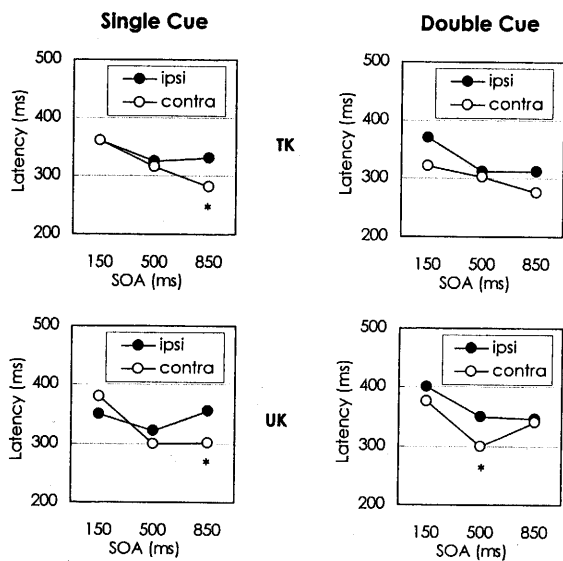 Single Cue
Double Cue
500
400
300
200
Latency (ms)
ipsi
contra
*
150 500 850
SOA (ms)
TK
500
400
300
200
Latency (ms)
ipsi
contra
150 500 850
SOA (ms)
500
400
300
200
Latency (ms)
ipsi
contra
*
150 500 850
SOA (ms)
UK
500
400
300
200
Latency (ms)
ipsi
contra
*
150 500 850
SOA (ms)